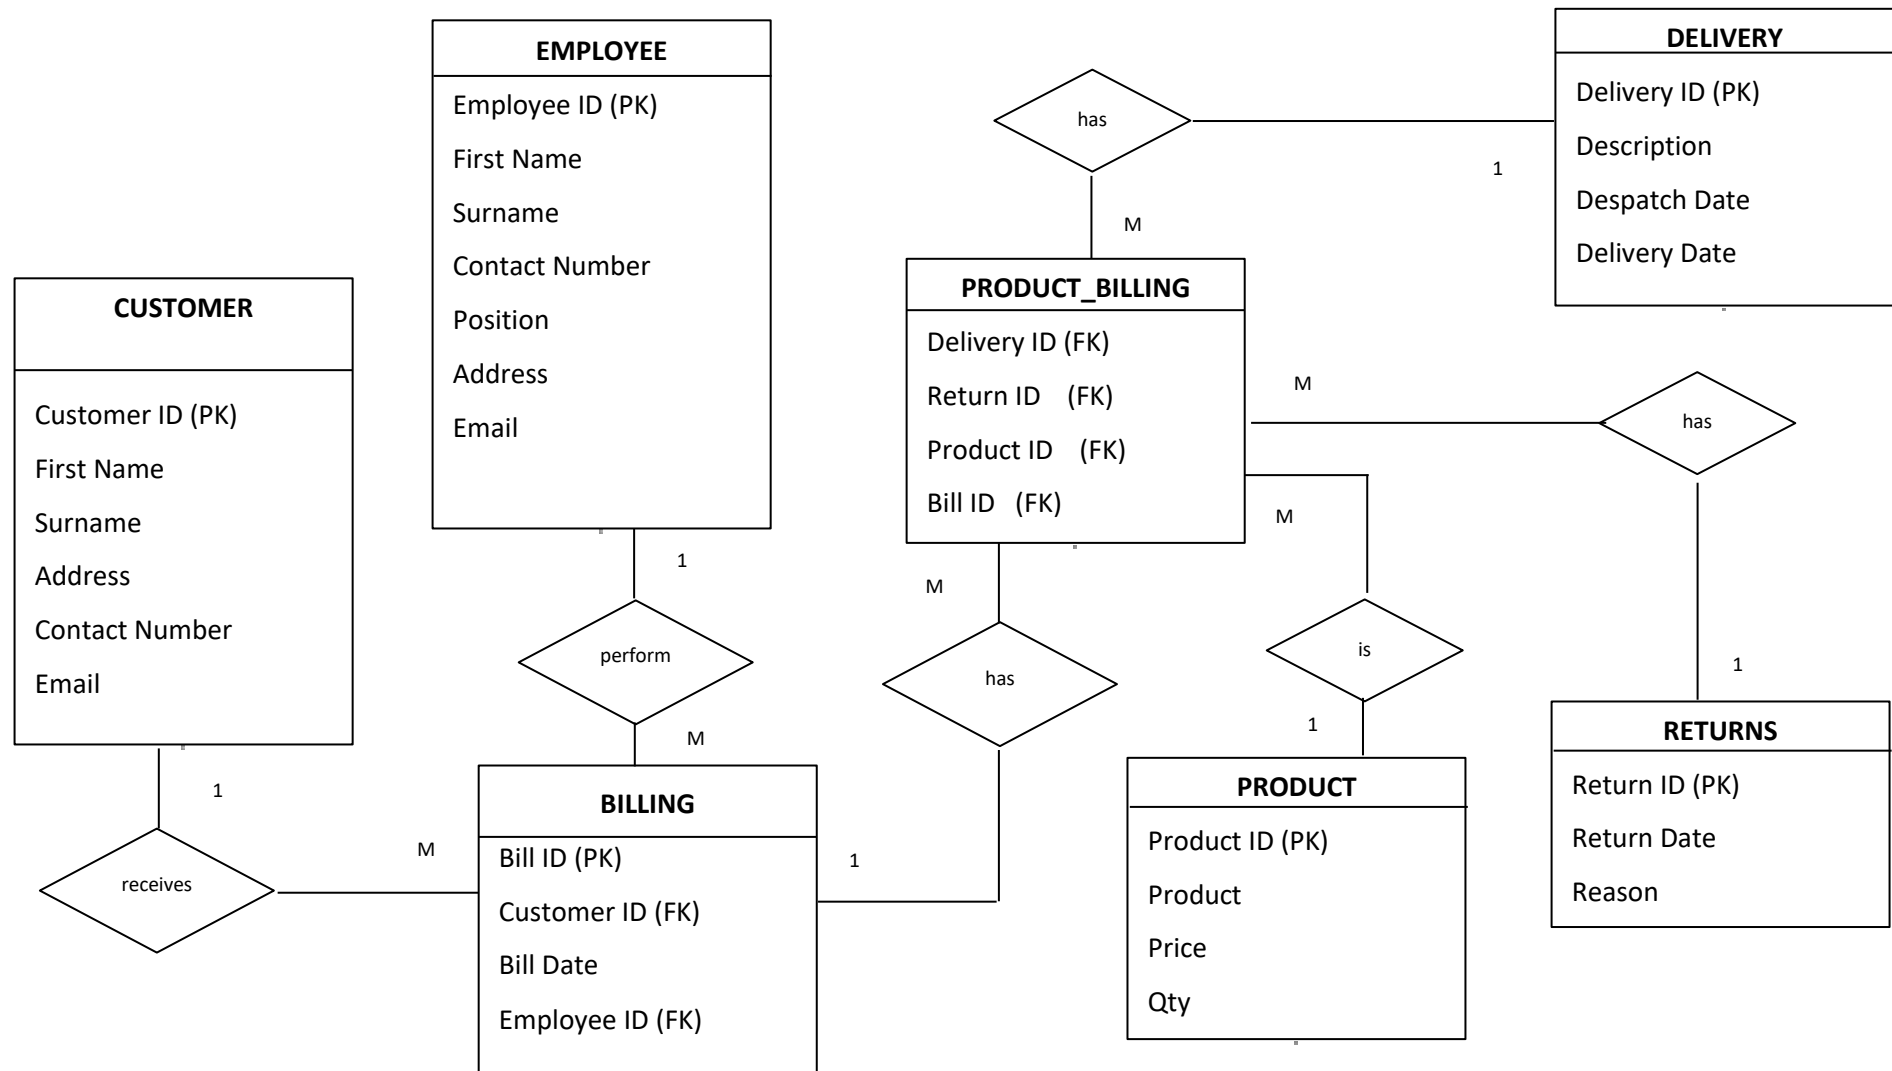 EMPLOYEE
Employee ID (PK)
First Name
Surname
Contact Number
Position
Address
Email
1
perform
M
CUSTOMER
Customer ID (PK)
First Name
Surname
Address
Contact Number
Email
1
receives
M
BILLING
Bill ID (PK)
Customer ID (FK)
Bill Date
Employee ID (FK)
1
has
M
PRODUCT_BILLING
Delivery ID (FK)
Return ID (FK)
Product ID (FK)
Bill ID (FK)
M
has
1
DELIVERY
Delivery ID (PK)
Description
Despatch Date
Delivery Date
M
has
1
M
is
1
PRODUCT
Product ID (PK)
Product
Price
Qty
RETURNS
Return ID (PK)
Return Date
Reason